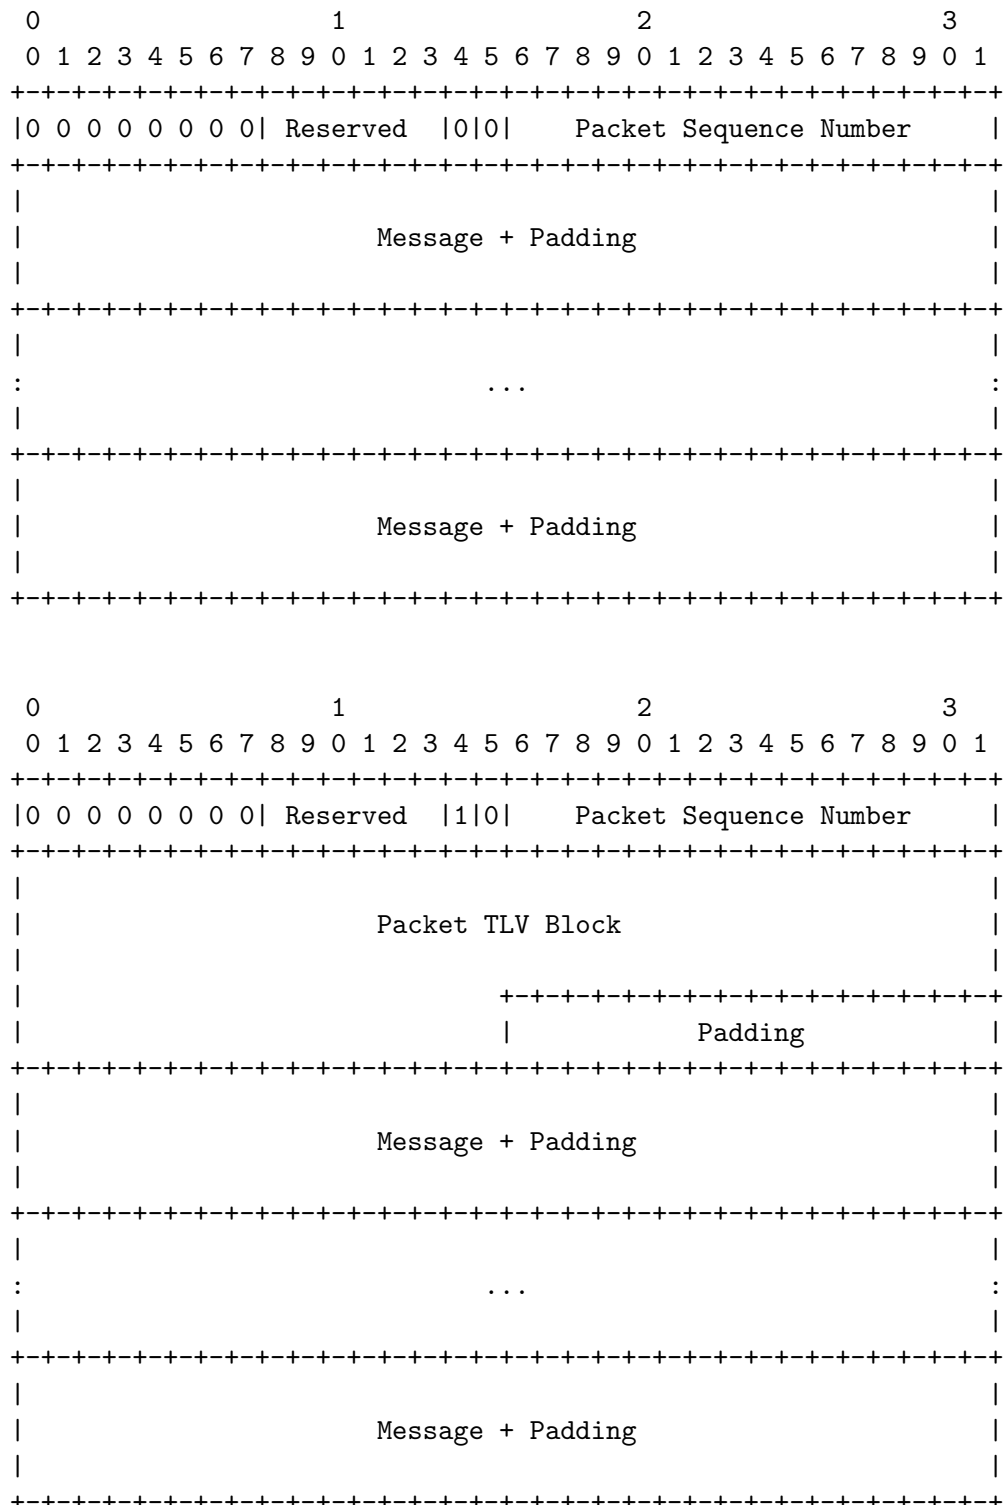 0                   1                   2                   3
 0 1 2 3 4 5 6 7 8 9 0 1 2 3 4 5 6 7 8 9 0 1 2 3 4 5 6 7 8 9 0 1
+-+-+-+-+-+-+-+-+-+-+-+-+-+-+-+-+-+-+-+-+-+-+-+-+-+-+-+-+-+-+-+-+
|0 0 0 0 0 0 0 0| Reserved  |0|0|    Packet Sequence Number     |
+-+-+-+-+-+-+-+-+-+-+-+-+-+-+-+-+-+-+-+-+-+-+-+-+-+-+-+-+-+-+-+-+
|                                                               |
|                       Message + Padding                       |
|                                                               |
+-+-+-+-+-+-+-+-+-+-+-+-+-+-+-+-+-+-+-+-+-+-+-+-+-+-+-+-+-+-+-+-+
|                                                               |
:                              ...                              :
|                                                               |
+-+-+-+-+-+-+-+-+-+-+-+-+-+-+-+-+-+-+-+-+-+-+-+-+-+-+-+-+-+-+-+-+
|                                                               |
|                       Message + Padding                       |
|                                                               |
+-+-+-+-+-+-+-+-+-+-+-+-+-+-+-+-+-+-+-+-+-+-+-+-+-+-+-+-+-+-+-+-+
 0                   1                   2                   3
 0 1 2 3 4 5 6 7 8 9 0 1 2 3 4 5 6 7 8 9 0 1 2 3 4 5 6 7 8 9 0 1
+-+-+-+-+-+-+-+-+-+-+-+-+-+-+-+-+-+-+-+-+-+-+-+-+-+-+-+-+-+-+-+-+
|0 0 0 0 0 0 0 0| Reserved  |1|0|    Packet Sequence Number     |
+-+-+-+-+-+-+-+-+-+-+-+-+-+-+-+-+-+-+-+-+-+-+-+-+-+-+-+-+-+-+-+-+
|                                                               |
|                       Packet TLV Block                        |
|                                                               |
|                               +-+-+-+-+-+-+-+-+-+-+-+-+-+-+-+-+
|                               |            Padding            |
+-+-+-+-+-+-+-+-+-+-+-+-+-+-+-+-+-+-+-+-+-+-+-+-+-+-+-+-+-+-+-+-+
|                                                               |
|                       Message + Padding                       |
|                                                               |
+-+-+-+-+-+-+-+-+-+-+-+-+-+-+-+-+-+-+-+-+-+-+-+-+-+-+-+-+-+-+-+-+
|                                                               |
:                              ...                              :
|                                                               |
+-+-+-+-+-+-+-+-+-+-+-+-+-+-+-+-+-+-+-+-+-+-+-+-+-+-+-+-+-+-+-+-+
|                                                               |
|                       Message + Padding                       |
|                                                               |
+-+-+-+-+-+-+-+-+-+-+-+-+-+-+-+-+-+-+-+-+-+-+-+-+-+-+-+-+-+-+-+-+